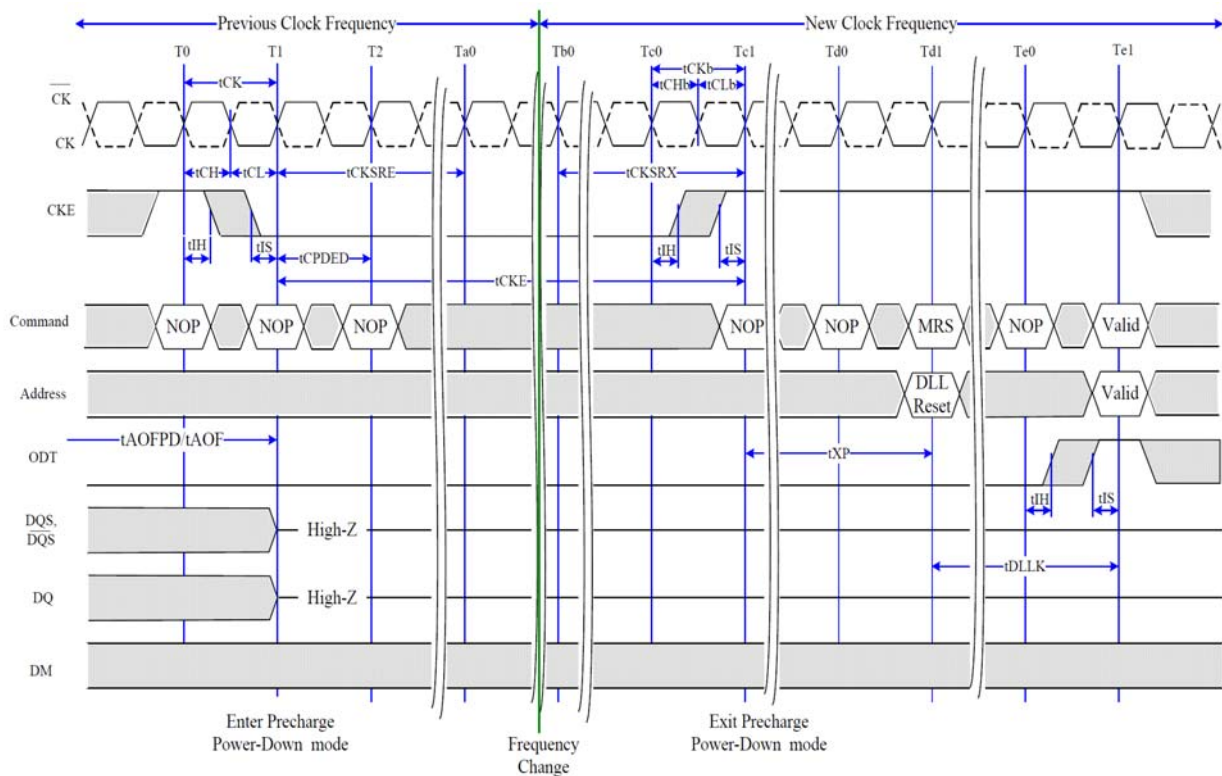 Previous Clock Frequency New Clock Frequency
T0 T1 T2 Ta0 Tb0 Tc0 Tc1 Td0 Td1 Te0 Te1
tCK tCKb
tCHb tCLb
CK
CK
tCH tCL tCKSRE tCKSRX
CKE
tIH tIS tCPDED tIH tIS
tCKE
Command NOP NOP NOP NOP NOP MRS NOP Valid
Address DLL Reset Valid
tAOFPD/tAOF
ODT tXP
tIH tIS
DQS,
DQS High-Z
tDLLK
DQ High-Z
DM
Enter Precharge
Power-Down mode
Frequency
Change
Exit Precharge
Power-Down mode